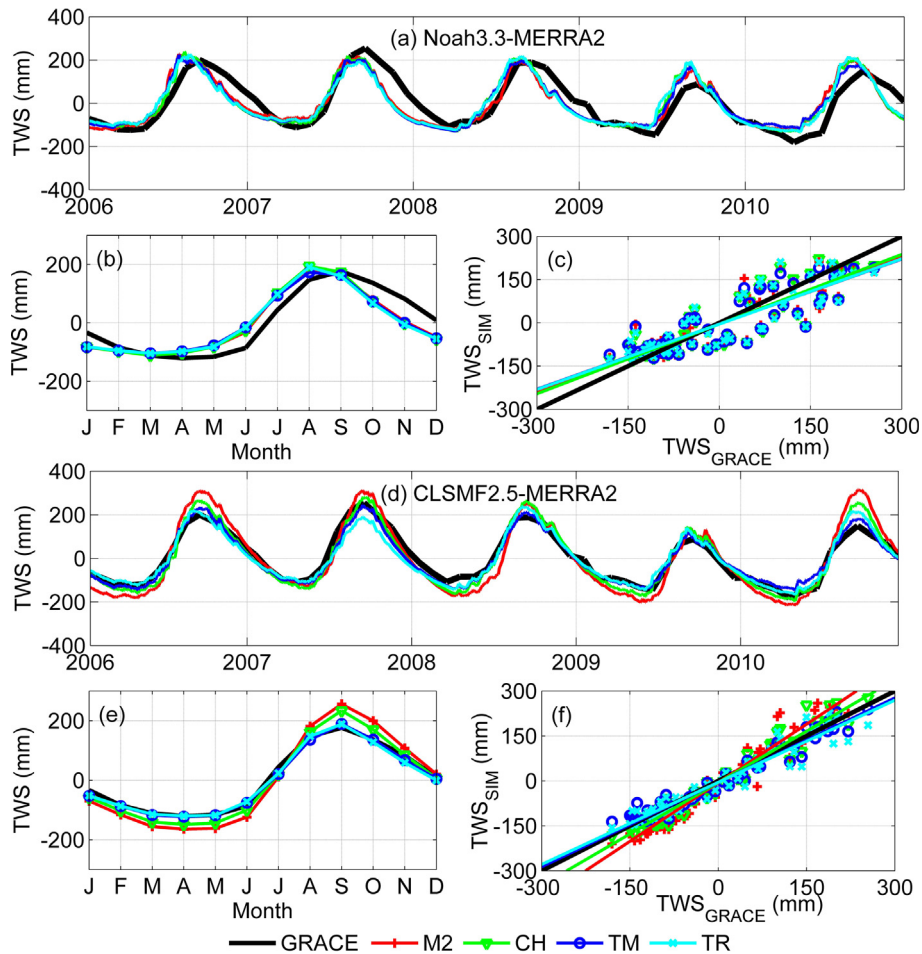 (a) Noah3.3-MERRA2
TWS (mm)
400
200
0
-200
-400
2006 2007 2008 2009 2010
(b)
TWS (mm)
200
0
-200
J F M A M J J A S O N D
Month
(c)
TWS_SIM (mm)
300
150
0
-150
-300
-300 -150 0 150 300
TWS_GRACE (mm)
(d) CLSMF2.5-MERRA2
TWS (mm)
400
200
0
-200
-400
2006 2007 2008 2009 2010
(e)
TWS (mm)
200
0
-200
J F M A M J J A S O N D
Month
(f)
TWS_SIM (mm)
300
150
0
-150
-300
-300 -150 0 150 300
TWS_GRACE (mm)
GRACE M2 CH TM TR